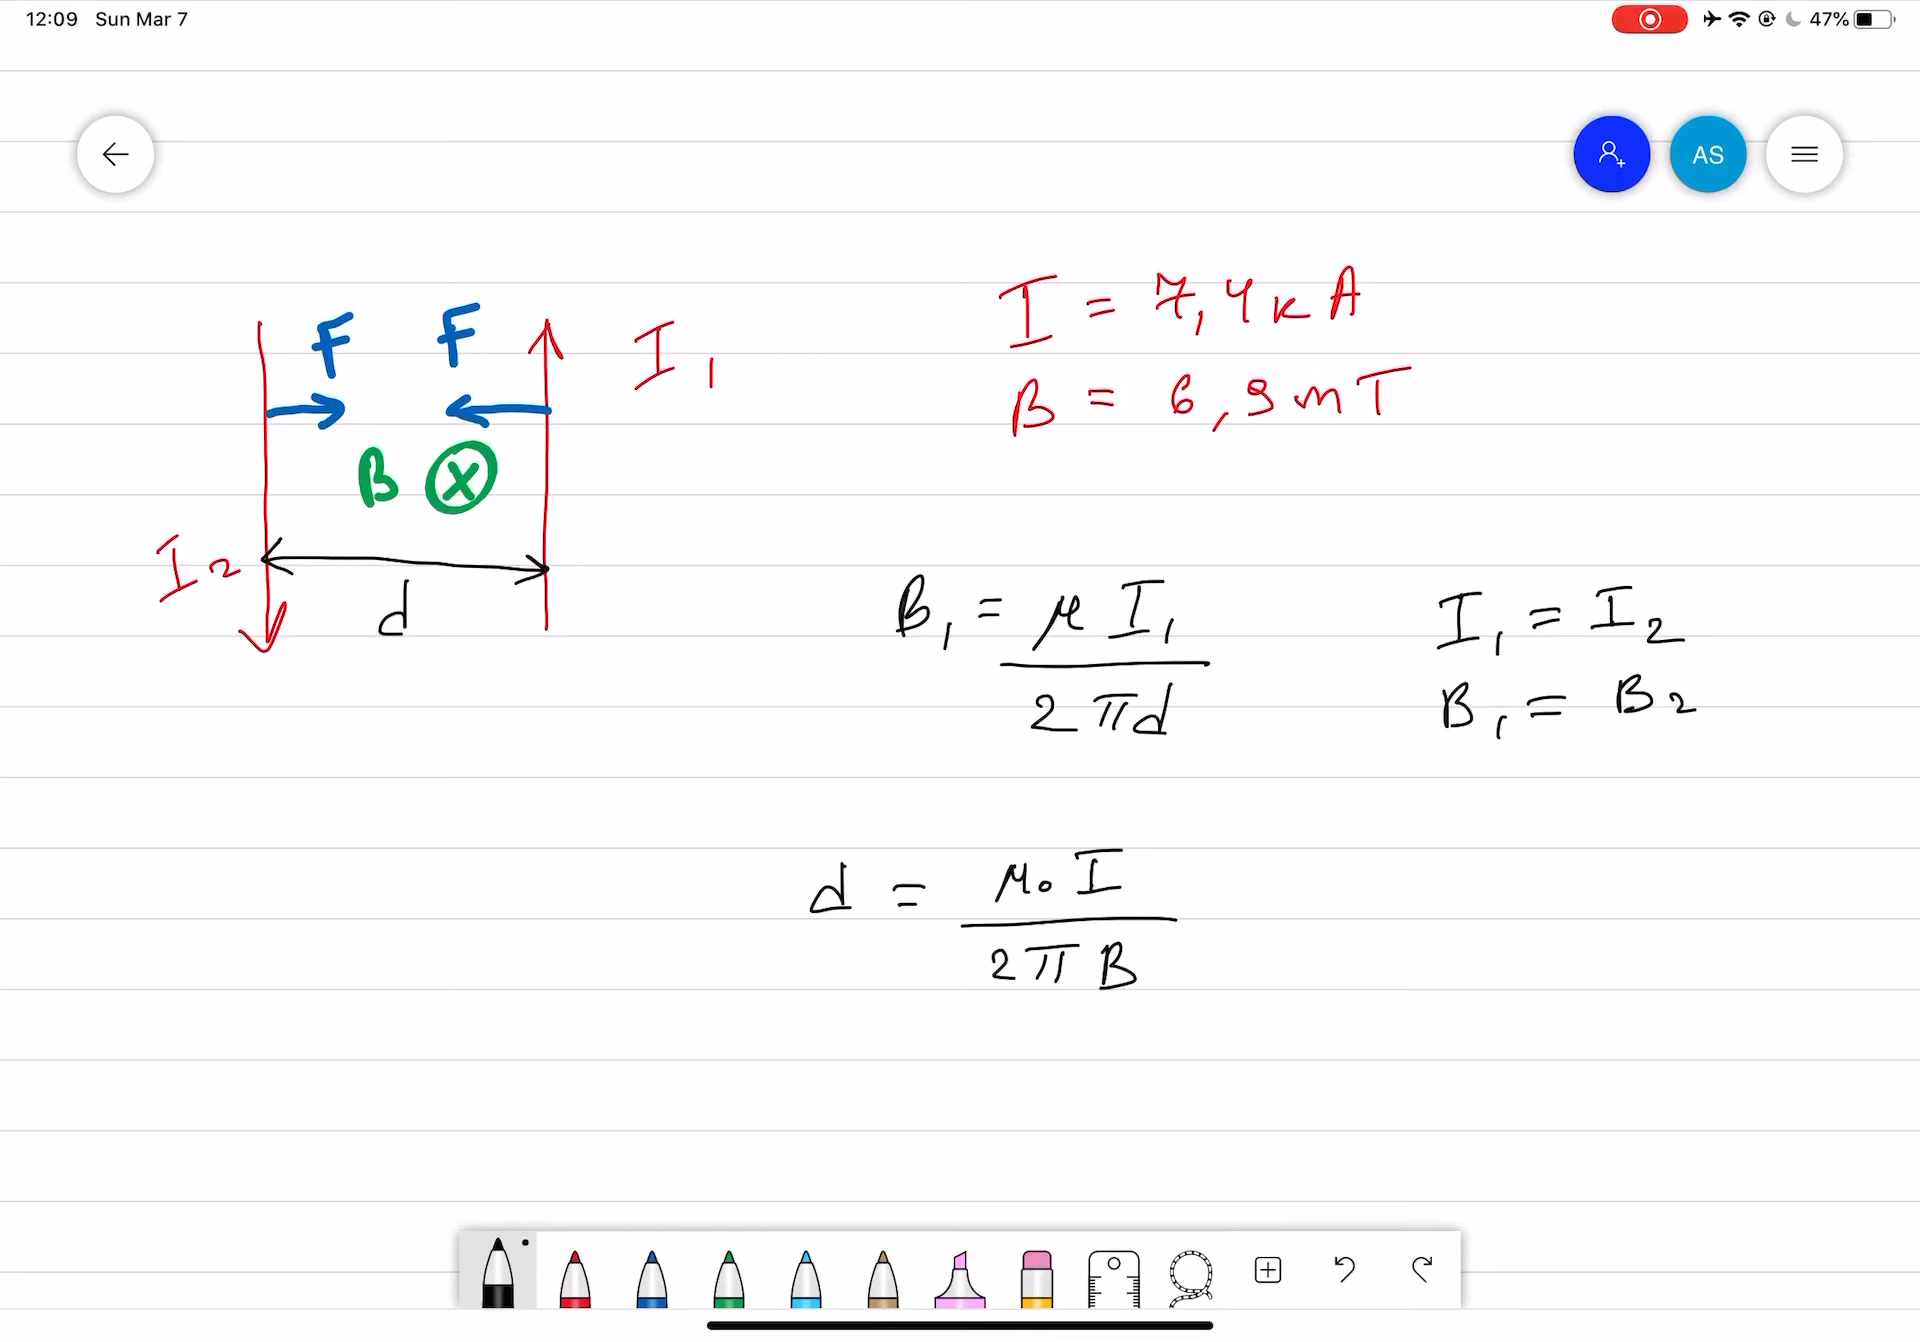 12:09 Sun Mar 7 47%
AS
I = 7,4 kA
B = 6,9 mT
F F I₁
B ⊗
I₂ d
B₁ = μ I₁ / 2πd
I₁ = I₂
B₁ = B₂
d = μ₀ I / 2π B